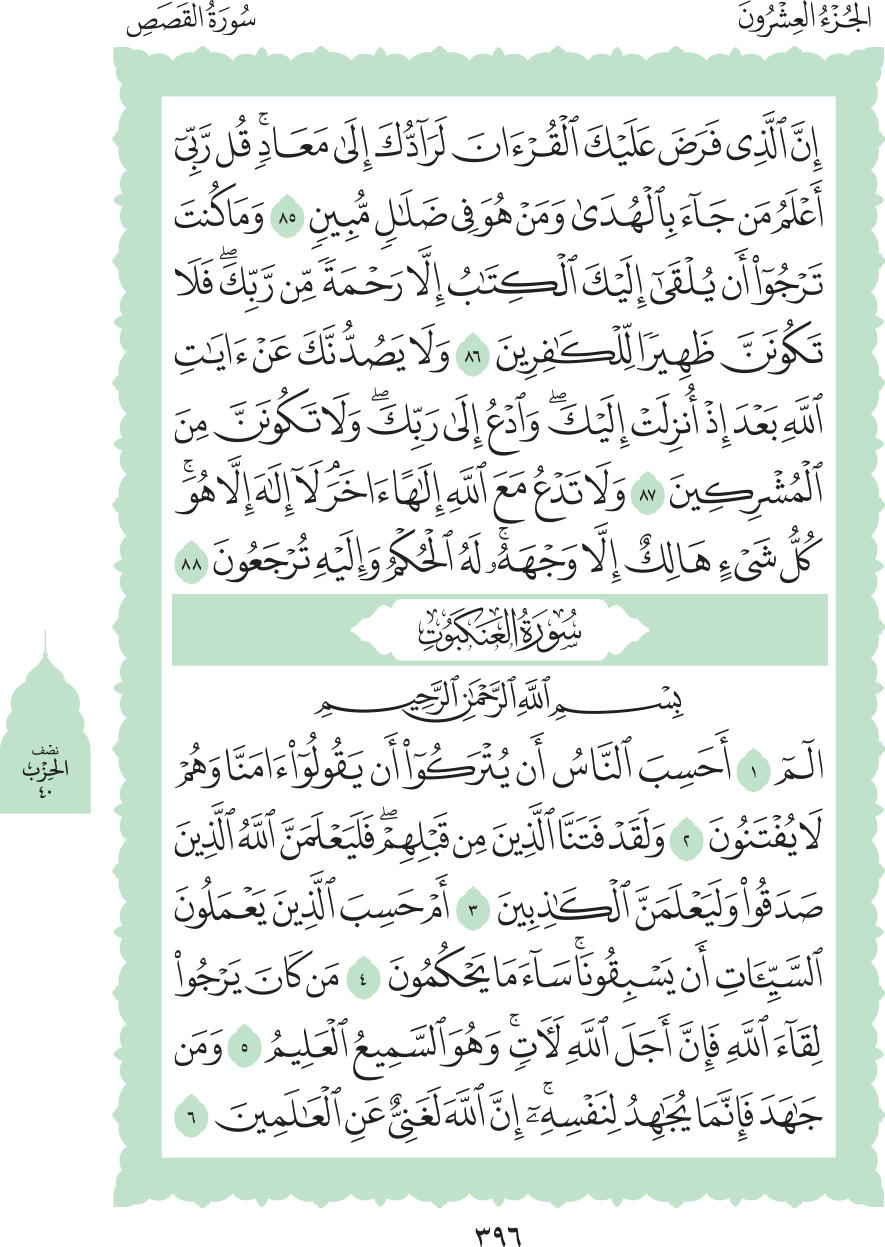 الجُزْءُ العِشْرُونَ
سُورَةُ القَصَصِ
إِنَّ ٱلَّذِى فَرَضَ عَلَيْكَ ٱلْقُرْءَانَ لَرَآدُّكَ إِلَىٰ مَعَادٍۚ قُل رَّبِّىٓ
أَعْلَمُ مَن جَآءَ بِٱلْهُدَىٰ وَمَنْ هُوَ فِى ضَلَٰلٍ مُّبِينٍ ٨٥ وَمَا كُنتَ
تَرْجُوٓا۟ أَن يُلْقَىٰٓ إِلَيْكَ ٱلْكِتَٰبُ إِلَّا رَحْمَةً مِّن رَّبِّكَۖ فَلَا
تَكُونَنَّ ظَهِيرًا لِّلْكَٰفِرِينَ ٨٦ وَلَا يَصُدُّنَّكَ عَنْ ءَايَٰتِ
ٱللَّهِ بَعْدَ إِذْ أُنزِلَتْ إِلَيْكَۖ وَٱدْعُ إِلَىٰ رَبِّكَۖ وَلَا تَكُونَنَّ مِنَ
ٱلْمُشْرِكِينَ ٨٧ وَلَا تَدْعُ مَعَ ٱللَّهِ إِلَٰهًا ءَاخَرَۘ لَآ إِلَٰهَ إِلَّا هُوَۚ
كُلُّ شَىْءٍ هَالِكٌ إِلَّا وَجْهَهُۥۚ لَهُ ٱلْحُكْمُ وَإِلَيْهِ تُرْجَعُونَ ٨٨
سُورَةُ العَنكَبُوتِ
بِسْمِ ٱللَّهِ ٱلرَّحْمَٰنِ ٱلرَّحِيمِ
الٓمٓ ١ أَحَسِبَ ٱلنَّاسُ أَن يُتْرَكُوٓا۟ أَن يَقُولُوٓا۟ ءَامَنَّا وَهُمْ
لَا يُفْتَنُونَ ٢ وَلَقَدْ فَتَنَّا ٱلَّذِينَ مِن قَبْلِهِمْۖ فَلَيَعْلَمَنَّ ٱللَّهُ ٱلَّذِينَ
صَدَقُوا۟ وَلَيَعْلَمَنَّ ٱلْكَٰذِبِينَ ٣ أَمْ حَسِبَ ٱلَّذِينَ يَعْمَلُونَ
ٱلسَّيِّـَٔاتِ أَن يَسْبِقُونَاۚ سَآءَ مَا يَحْكُمُونَ ٤ مَن كَانَ يَرْجُوا۟
لِقَآءَ ٱللَّهِ فَإِنَّ أَجَلَ ٱللَّهِ لَـَٔاتٍۚ وَهُوَ ٱلسَّمِيعُ ٱلْعَلِيمُ ٥ وَمَن
جَٰهَدَ فَإِنَّمَا يُجَٰهِدُ لِنَفْسِهِۦٓۚ إِنَّ ٱللَّهَ لَغَنِىٌّ عَنِ ٱلْعَٰلَمِينَ ٦
نصف
الحِزْب
٤٠
٣٩٦